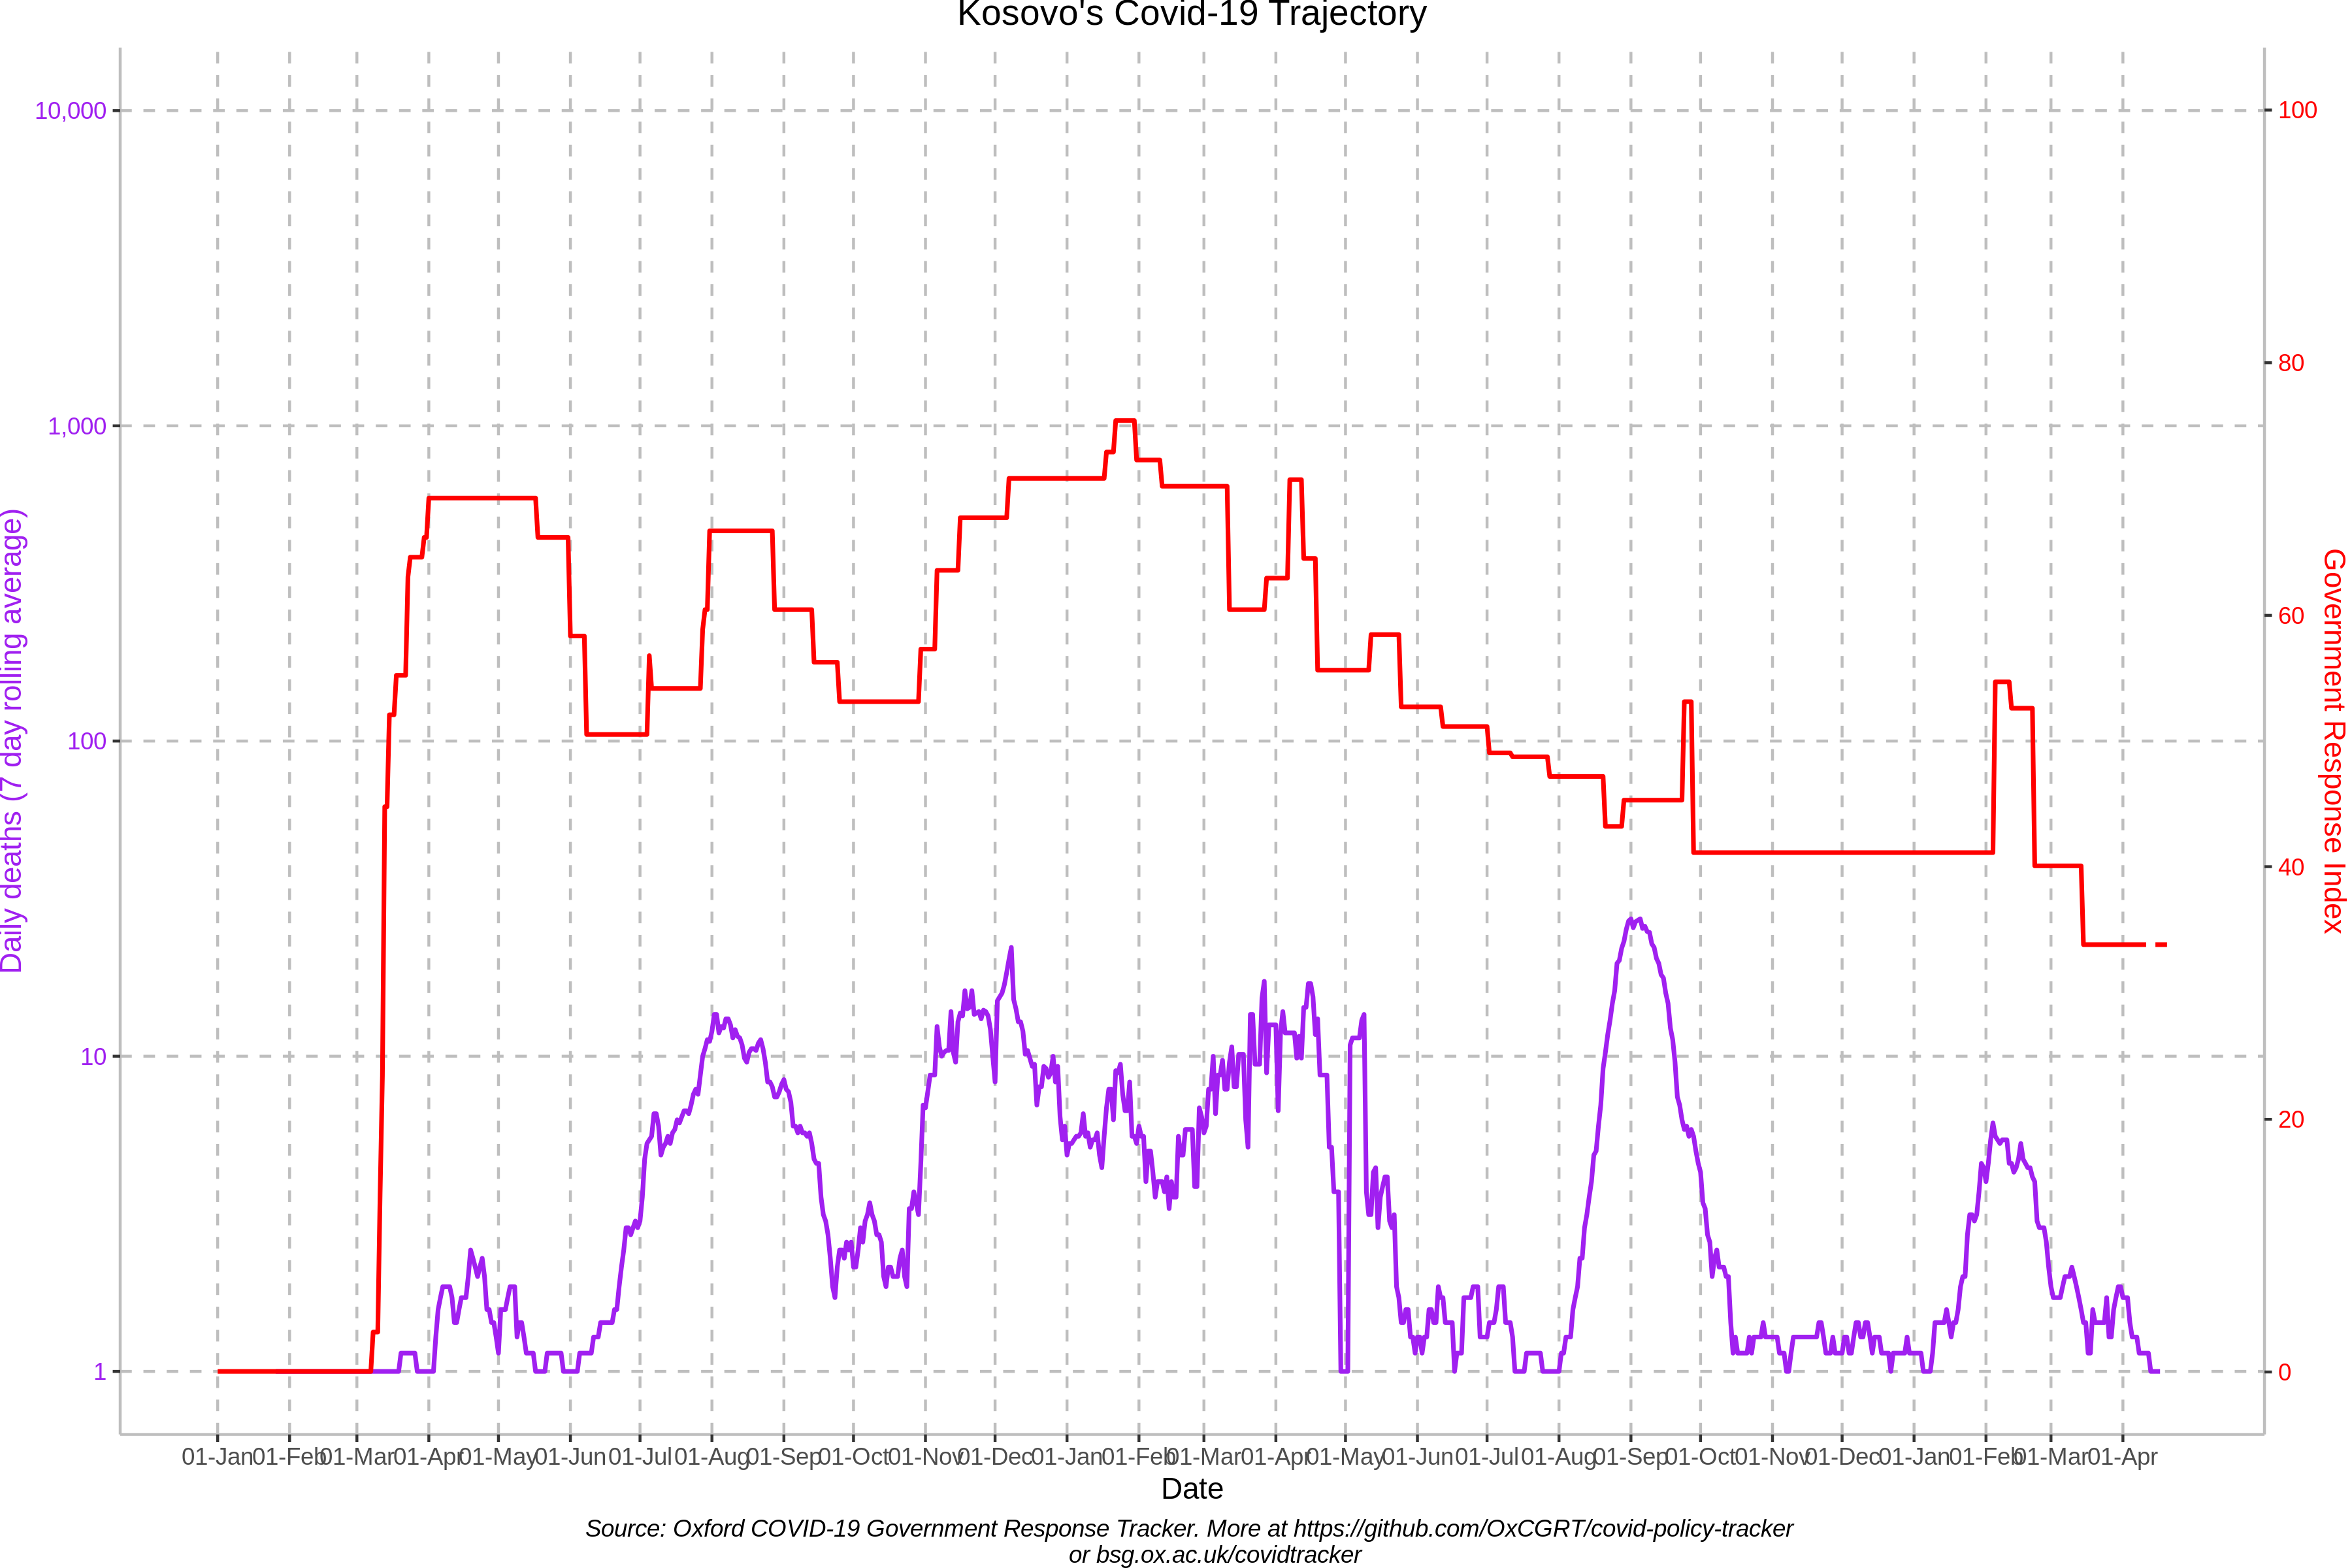 Kosovo's Covid-19 Trajectory
10,000
1,000
100
10
1
Daily deaths (7 day rolling average)
100
80
60
40
20
0
Government Response Index
01-Jan 01-Feb 01-Mar 01-Apr 01-May 01-Jun 01-Jul 01-Aug 01-Sep 01-Oct 01-Nov 01-Dec 01-Jan 01-Feb 01-Mar 01-Apr 01-May 01-Jun 01-Jul 01-Aug 01-Sep 01-Oct 01-Nov 01-Dec 01-Jan 01-Feb 01-Mar 01-Apr
Date
Source: Oxford COVID-19 Government Response Tracker. More at https://github.com/OxCGRT/covid-policy-tracker
or bsg.ox.ac.uk/covidtracker